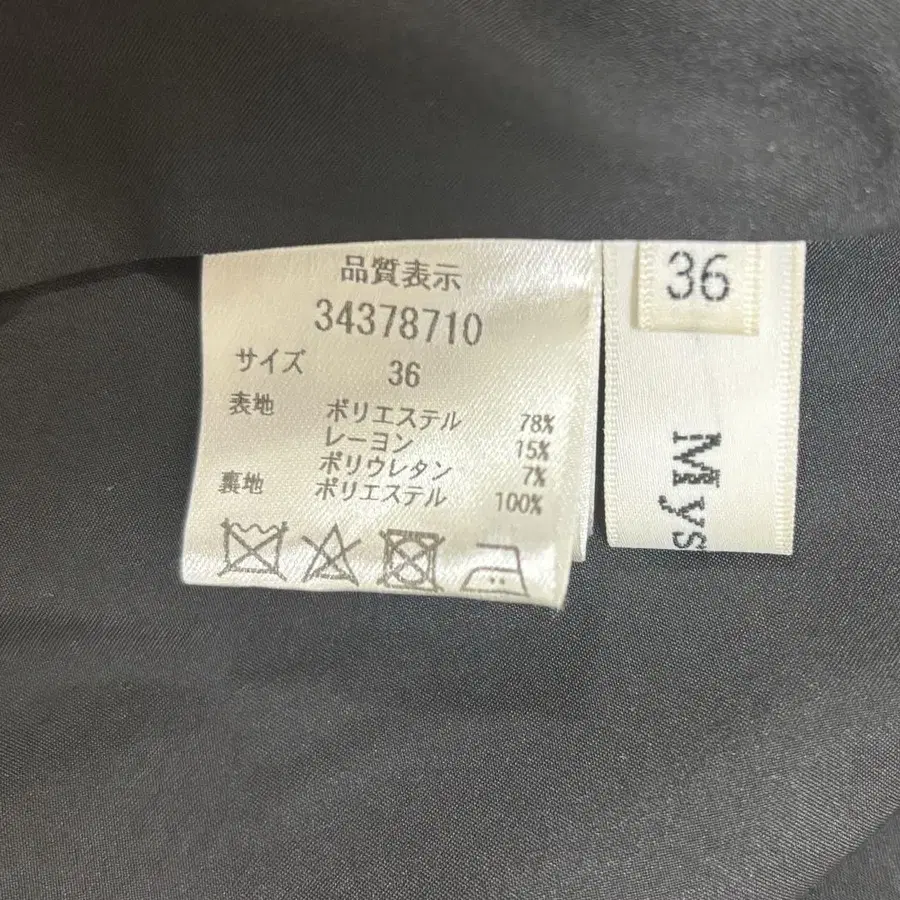 品質表示
34378710
サイズ 36
表地 ポリエステル 78%
レーヨン 15%
ポリウレタン 7%
裏地 ポリエステル 100%
36
Mys